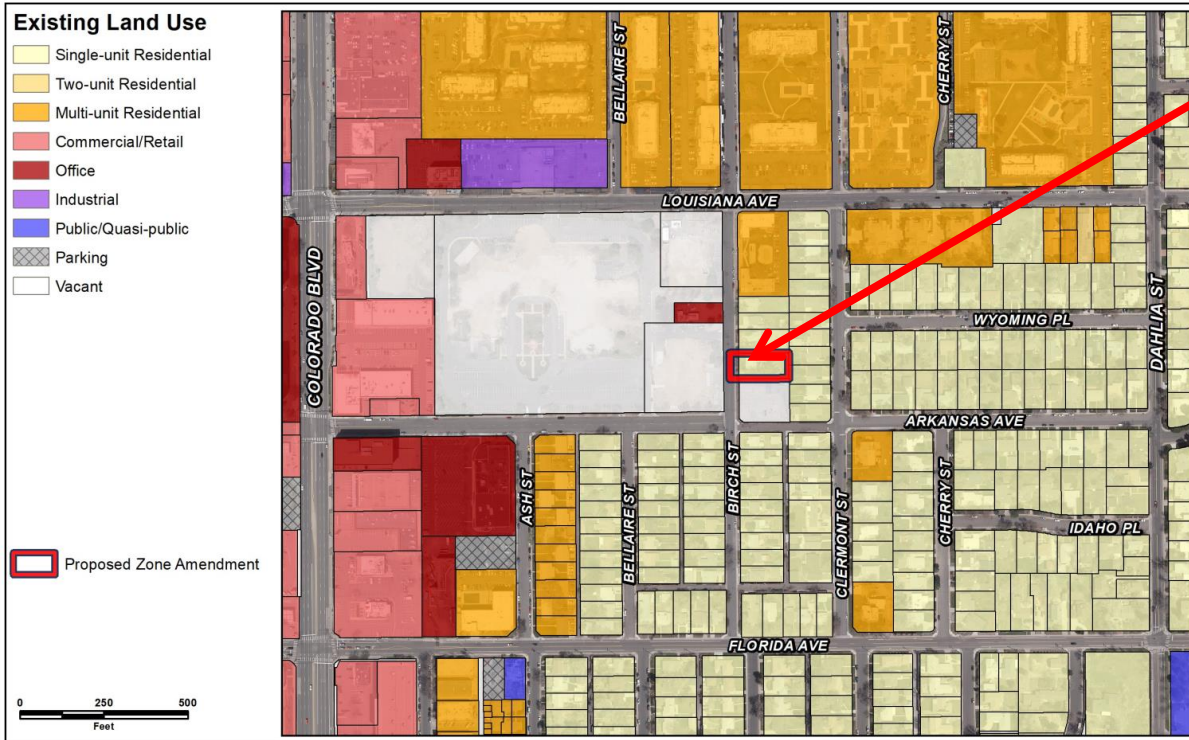 Existing Land Use
Single-unit Residential
Two-unit Residential
Multi-unit Residential
Commercial/Retail
Office
Industrial
Public/Quasi-public
Parking
Vacant
Proposed Zone Amendment
0 250 500
Feet
BELLAIRE ST
CHERRY ST
LOUISIANA AVE
COLORADO BLVD
WYOMING PL
DAHLIA ST
ARKANSAS AVE
ASH ST
BELLAIRE ST
BIRCH ST
CLERMONT ST
CHERRY ST
IDAHO PL
FLORIDA AVE